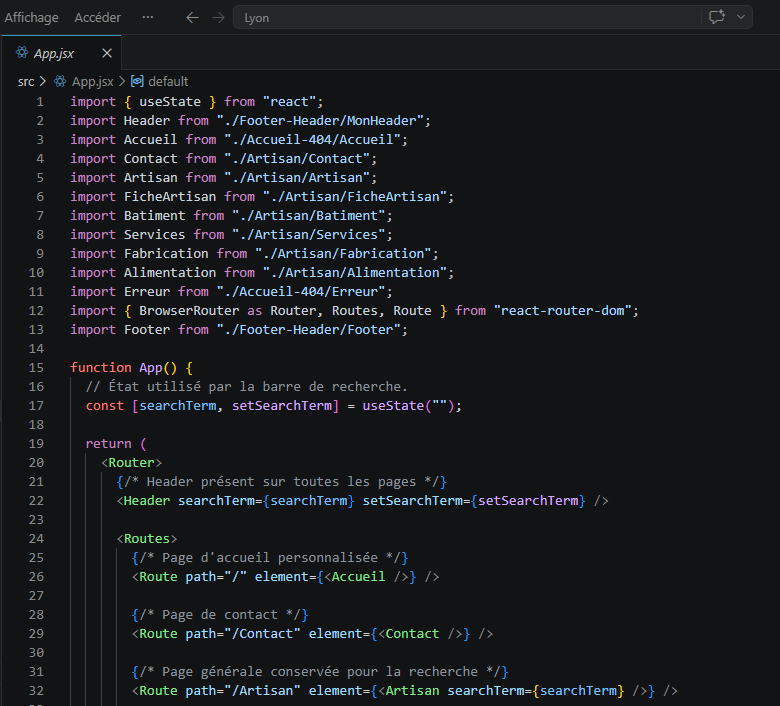 Affichage Accéder ··· ← → Lyon
App.jsx ×
src > App.jsx > default
1 import { useState } from "react";
2 import Header from "./Footer-Header/MonHeader";
3 import Accueil from "./Accueil-404/Accueil";
4 import Contact from "./Artisan/Contact";
5 import Artisan from "./Artisan/Artisan";
6 import FicheArtisan from "./Artisan/FicheArtisan";
7 import Batiment from "./Artisan/Batiment";
8 import Services from "./Artisan/Services";
9 import Fabrication from "./Artisan/Fabrication";
10 import Alimentation from "./Artisan/Alimentation";
11 import Erreur from "./Accueil-404/Erreur";
12 import { BrowserRouter as Router, Routes, Route } from "react-router-dom";
13 import Footer from "./Footer-Header/Footer";
14
15 function App() {
16   // État utilisé par la barre de recherche.
17   const [searchTerm, setSearchTerm] = useState("");
18
19   return (
20     <Router>
21       {/* Header présent sur toutes les pages */}
22       <Header searchTerm={searchTerm} setSearchTerm={setSearchTerm} />
23
24       <Routes>
25         {/* Page d'accueil personnalisée */}
26         <Route path="/" element={<Accueil />} />
27
28         {/* Page de contact */}
29         <Route path="/Contact" element={<Contact />} />
30
31         {/* Page générale conservée pour la recherche */}
32         <Route path="/Artisan" element={<Artisan searchTerm={searchTerm} />} />